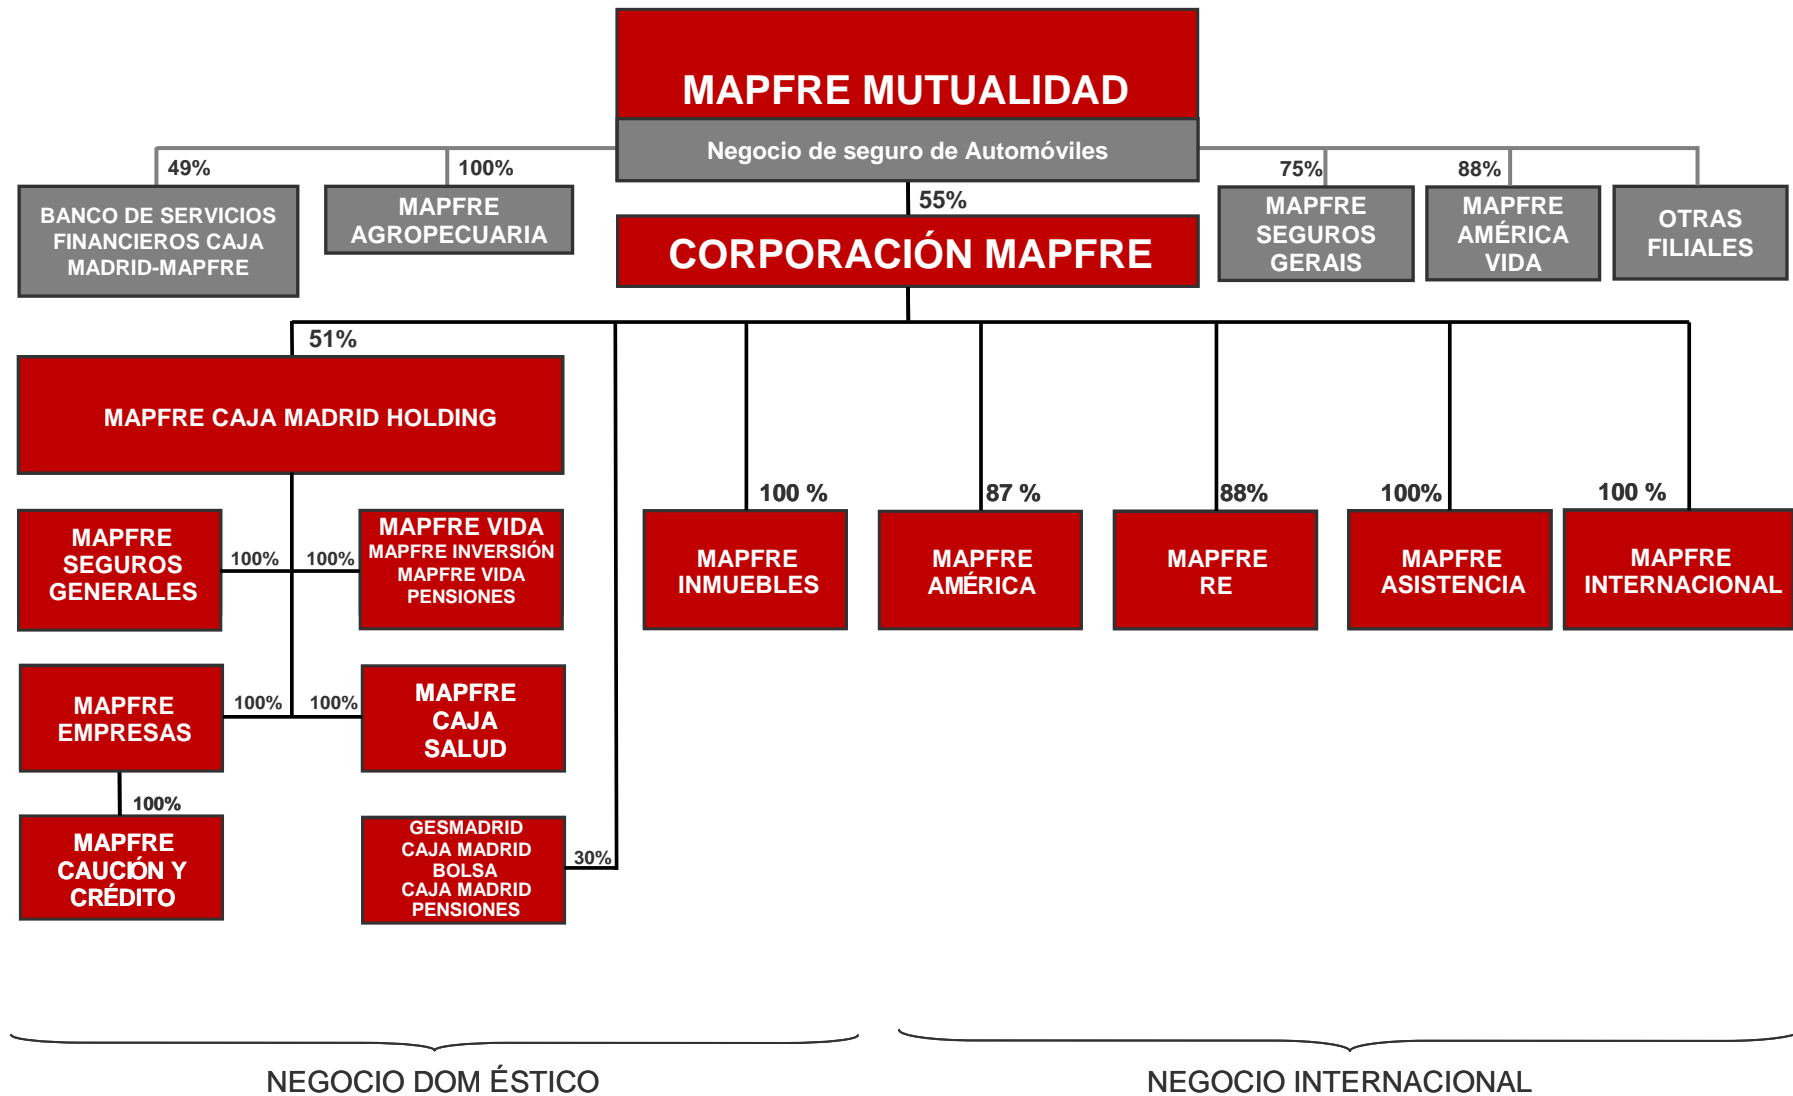 MAPFRE MUTUALIDAD
Negocio de seguro de Automóviles
49%
100%
75%
88%
55%
BANCO DE SERVICIOS
FINANCIEROS CAJA
MADRID-MAPFRE
MAPFRE
AGROPECUARIA
CORPORACIÓN MAPFRE
MAPFRE
SEGUROS
GERAIS
MAPFRE
AMÉRICA
VIDA
OTRAS
FILIALES
51%
MAPFRE CAJA MADRID HOLDING
100 %
87 %
88%
100%
100 %
MAPFRE
SEGUROS
GENERALES
100%
100%
MAPFRE VIDA
MAPFRE INVERSIÓN
MAPFRE VIDA
PENSIONES
MAPFRE
INMUEBLES
MAPFRE
AMÉRICA
MAPFRE
RE
MAPFRE
ASISTENCIA
MAPFRE
INTERNACIONAL
MAPFRE
EMPRESAS
100%
100%
MAPFRE
CAJA
SALUD
100%
MAPFRE
CAUCIÓN Y
CRÉDITO
GESMADRID
CAJA MADRID
BOLSA
CAJA MADRID
PENSIONES
30%
NEGOCIO DOM ÉSTICO
NEGOCIO INTERNACIONAL